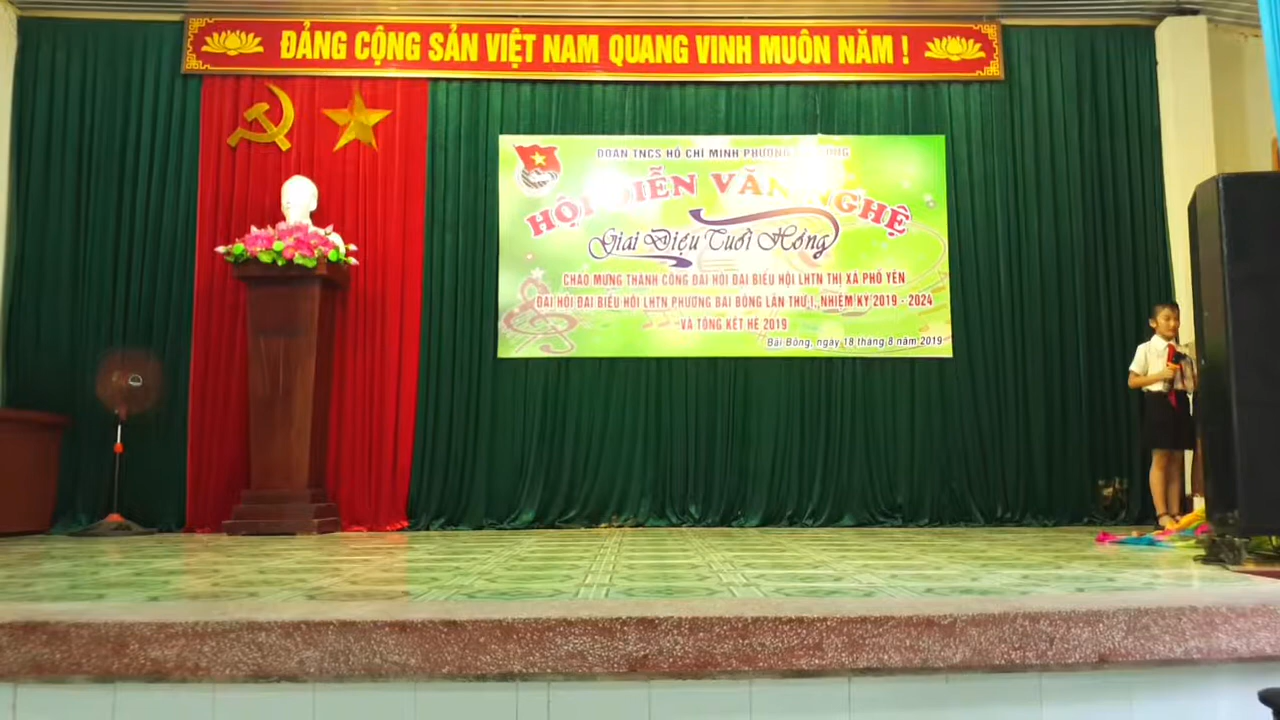 ĐẢNG CỘNG SẢN VIỆT NAM QUANG VINH MUÔN NĂM !
ĐOÀN TNCS HỒ CHÍ MINH PHƯỜNG
HỘI DIỄN VĂN NGHỆ
Giai Điệu Tuổi Hồng
CHÀO MỪNG THÀNH CÔNG ĐẠI HỘI ĐẠI BIỂU HỘI LHTN THỊ XÃ PHỔ YÊN
ĐẠI HỘI ĐẠI BIỂU HỘI LHTN PHƯỜNG BÃI BÔNG LẦN THỨ I, NHIỆM KỲ 2019 - 2024
VÀ TỔNG KẾT HÈ 2019
Bãi Bông, ngày 18 tháng 8 năm 2019